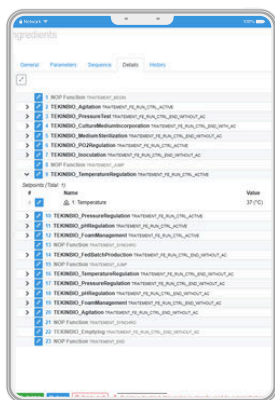 Network
100%
ngredients
General Parameters Sequence Details History
1 NOP Function TRAITEMENT_BEGIN
2 TEKINBIO_Agitation TRAITEMENT_FE_RUN_CTRL_ACTIVE
3 TEKINBIO_PressureTest TRAITEMENT_FE_RUN_CTRL_END_WITHOUT_AC
4 TEKINBIO_CultureMediumIncorporation TRAITEMENT_FE_RUN_CTRL_END_WITH_AC
5 TEKINBIO_MediumSterilization TRAITEMENT_FE_RUN_CTRL_END_WITHOUT_AC
6 TEKINBIO_PO2Regulation TRAITEMENT_FE_RUN_CTRL_ACTIVE
7 TEKINBIO_Inoculation TRAITEMENT_FE_RUN_CTRL_END_WITHOUT_AC
8 NOP Function TRAITEMENT_JUMP
9 TEKINBIO_TemperatureRegulation TRAITEMENT_FE_RUN_CTRL_ACTIVE
Setpoints (Total: 1)
# Name Value
1. Temperature 37 (°C)
10 TEKINBIO_PressureRegulation TRAITEMENT_FE_RUN_CTRL_ACTIVE
11 TEKINBIO_pHRegulation TRAITEMENT_FE_RUN_CTRL_ACTIVE
12 TEKINBIO_FoamManagement TRAITEMENT_FE_RUN_CTRL_ACTIVE
13 NOP Function TRAITEMENT_SYNCHRO
14 TEKINBIO_FedBatchProduction TRAITEMENT_FE_RUN_CTRL_END_WITHOUT_AC
15 NOP Function TRAITEMENT_JUMP
16 TEKINBIO_TemperatureRegulation TRAITEMENT_FE_RUN_CTRL_END_WITHOUT_AC
17 TEKINBIO_PressureRegulation TRAITEMENT_FE_RUN_CTRL_END_WITHOUT_AC
18 TEKINBIO_pHRegulation TRAITEMENT_FE_RUN_CTRL_END_WITHOUT_AC
19 TEKINBIO_FoamManagement TRAITEMENT_FE_RUN_CTRL_END_WITHOUT_AC
20 TEKINBIO_Agitation TRAITEMENT_FE_RUN_CTRL_END_WITHOUT_AC
21 NOP Function TRAITEMENT_SYNCHRO
22 TEKINBIO_Emptying TRAITEMENT_FE_RUN_CTRL_END_WITHOUT_AC
23 NOP Function TRAITEMENT_END